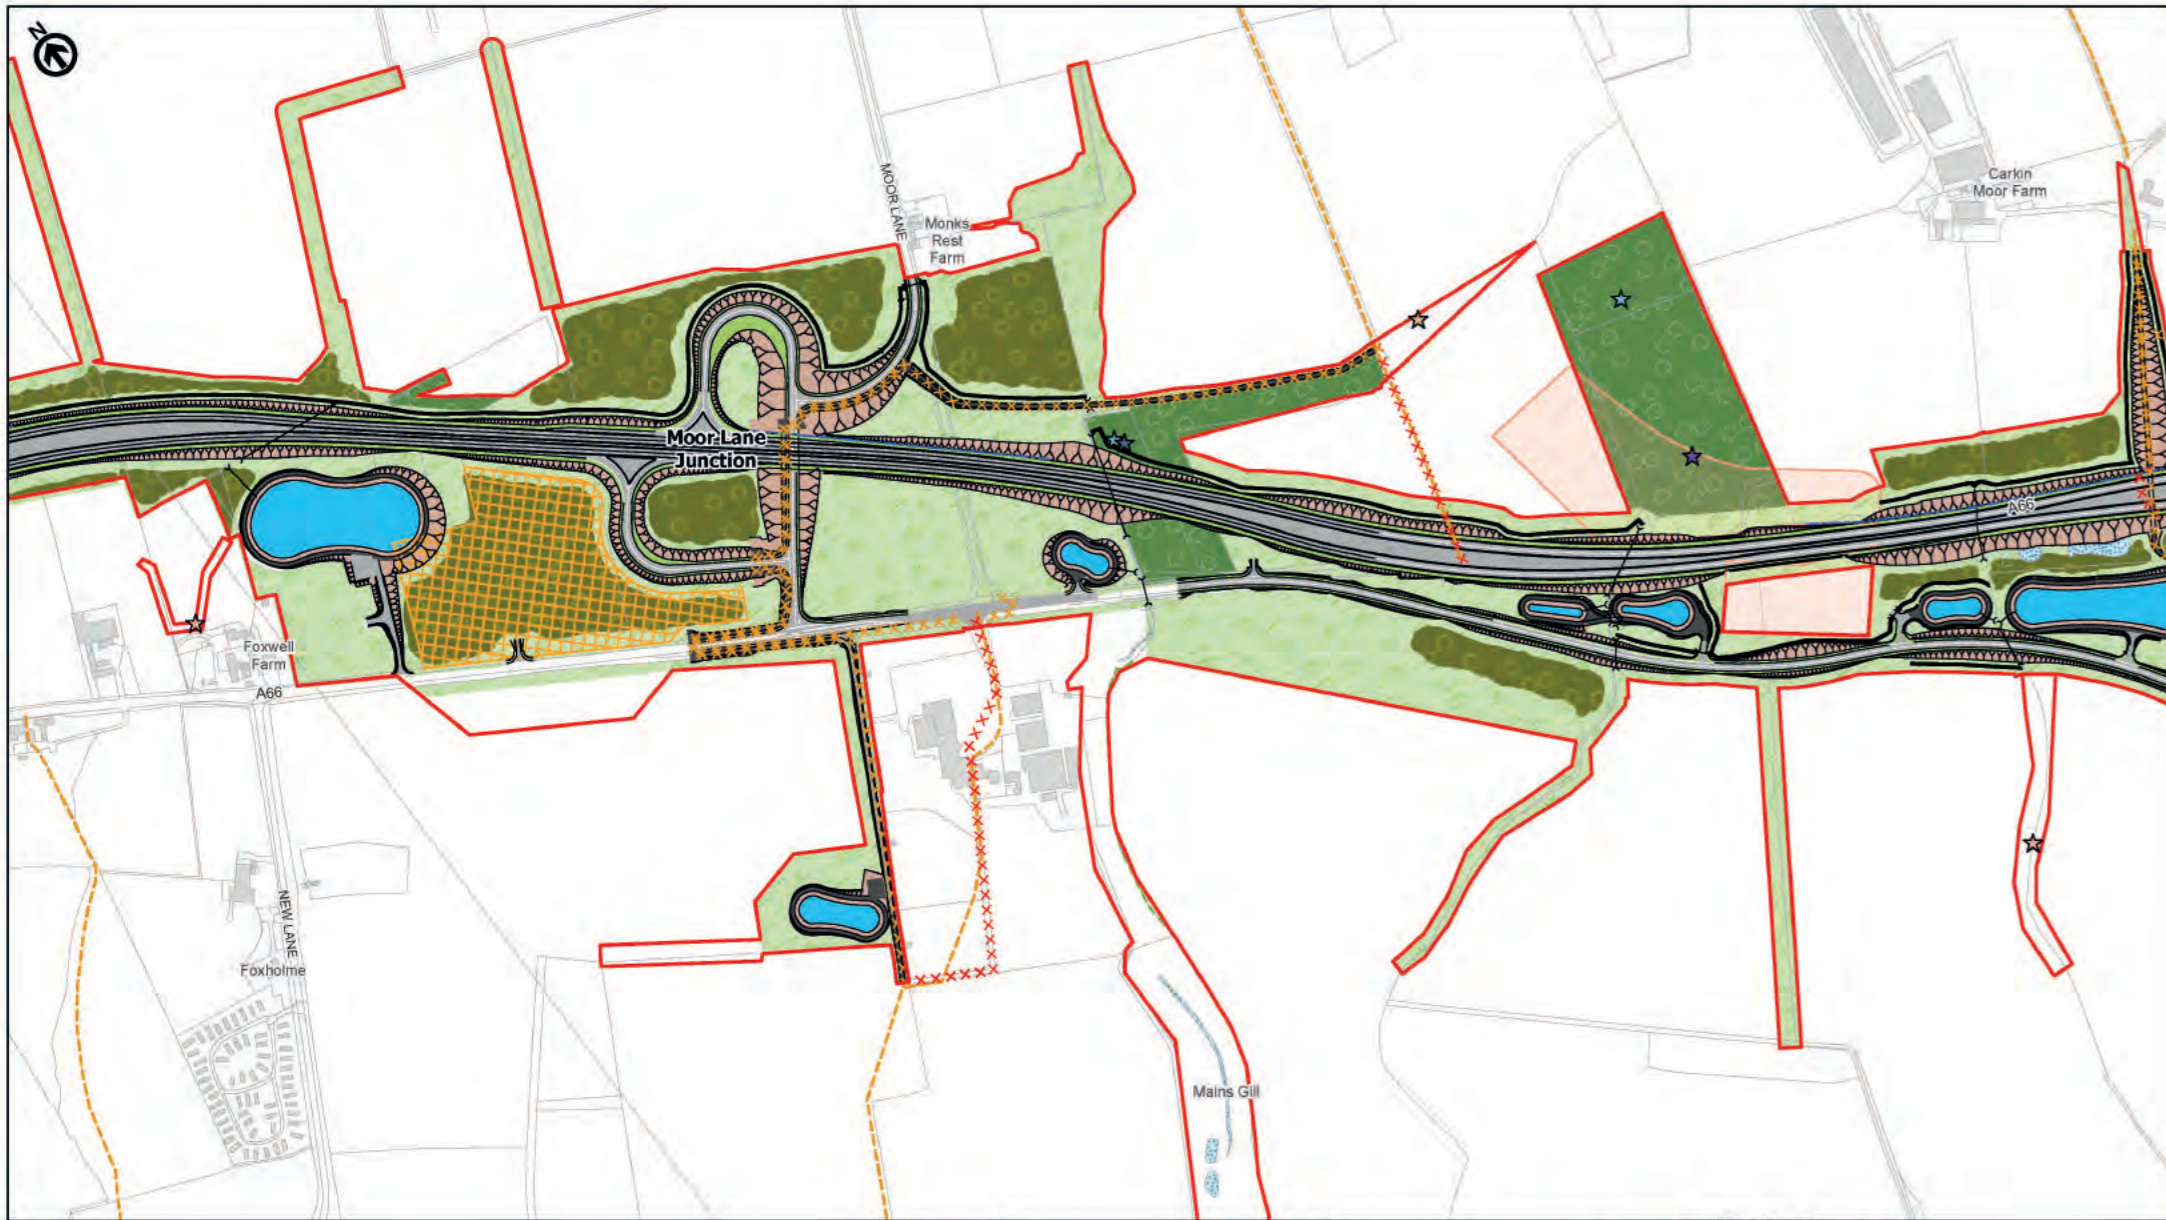 N
MOOR LANE
Monks
Rest
Farm
Carkin
Moor Farm
Moor Lane
Junction
A66
Foxwell
Farm
A66
NEW LANE
Foxholme
Mains Gill